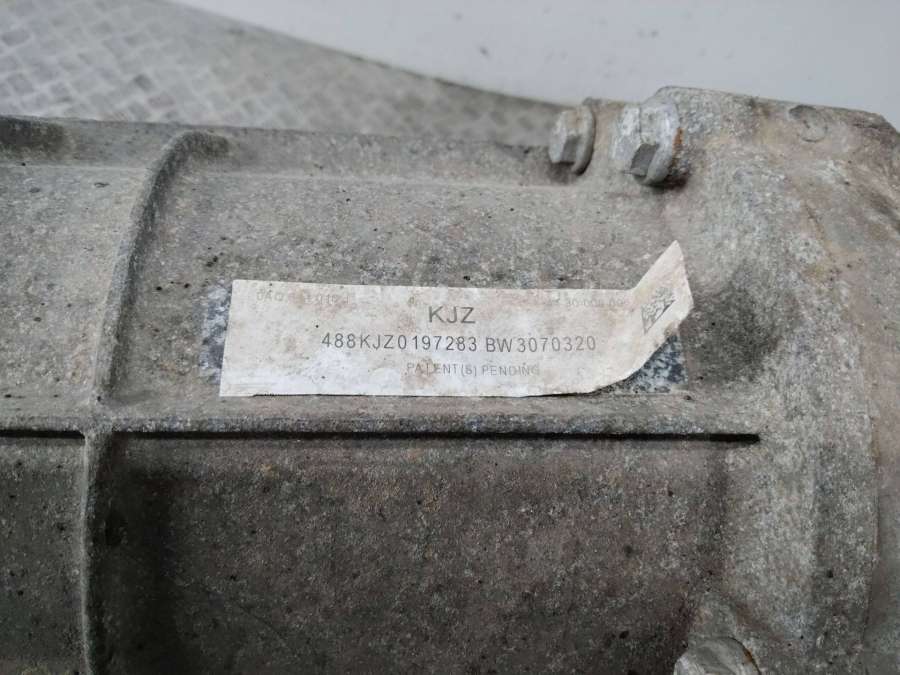 KJZ
488KJZ0197283 BW3070320
PATENT(S) PENDING